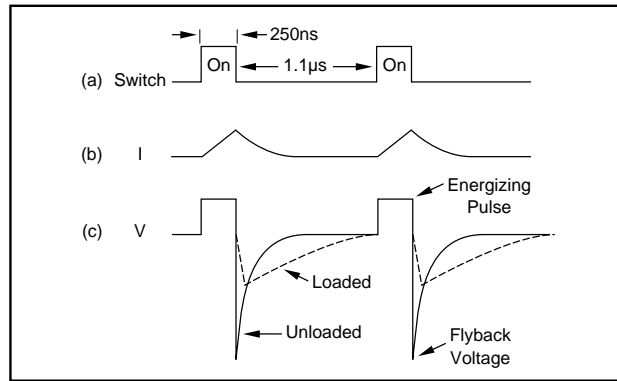 250ns
(a) Switch On 1.1μs On
(b) I
Energizing
Pulse
(c) V
Loaded
Unloaded
Flyback
Voltage